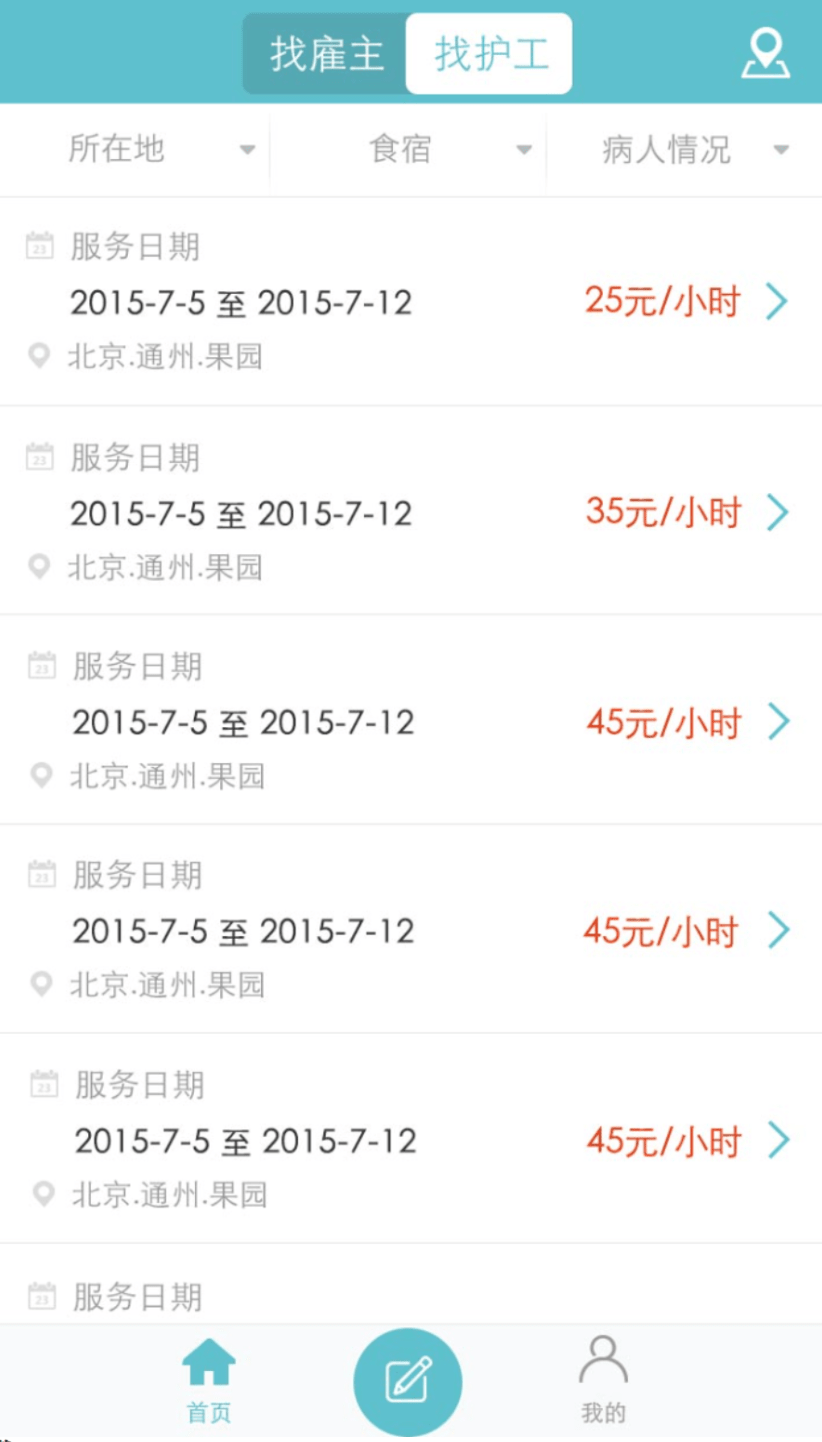 找雇主 找护工
所在地 食宿 病人情况
23 服务日期
2015-7-5 至 2015-7-12 25元/小时
北京.通州.果园
23 服务日期
2015-7-5 至 2015-7-12 35元/小时
北京.通州.果园
23 服务日期
2015-7-5 至 2015-7-12 45元/小时
北京.通州.果园
23 服务日期
2015-7-5 至 2015-7-12 45元/小时
北京.通州.果园
23 服务日期
2015-7-5 至 2015-7-12 45元/小时
北京.通州.果园
23 服务日期
首页 我的